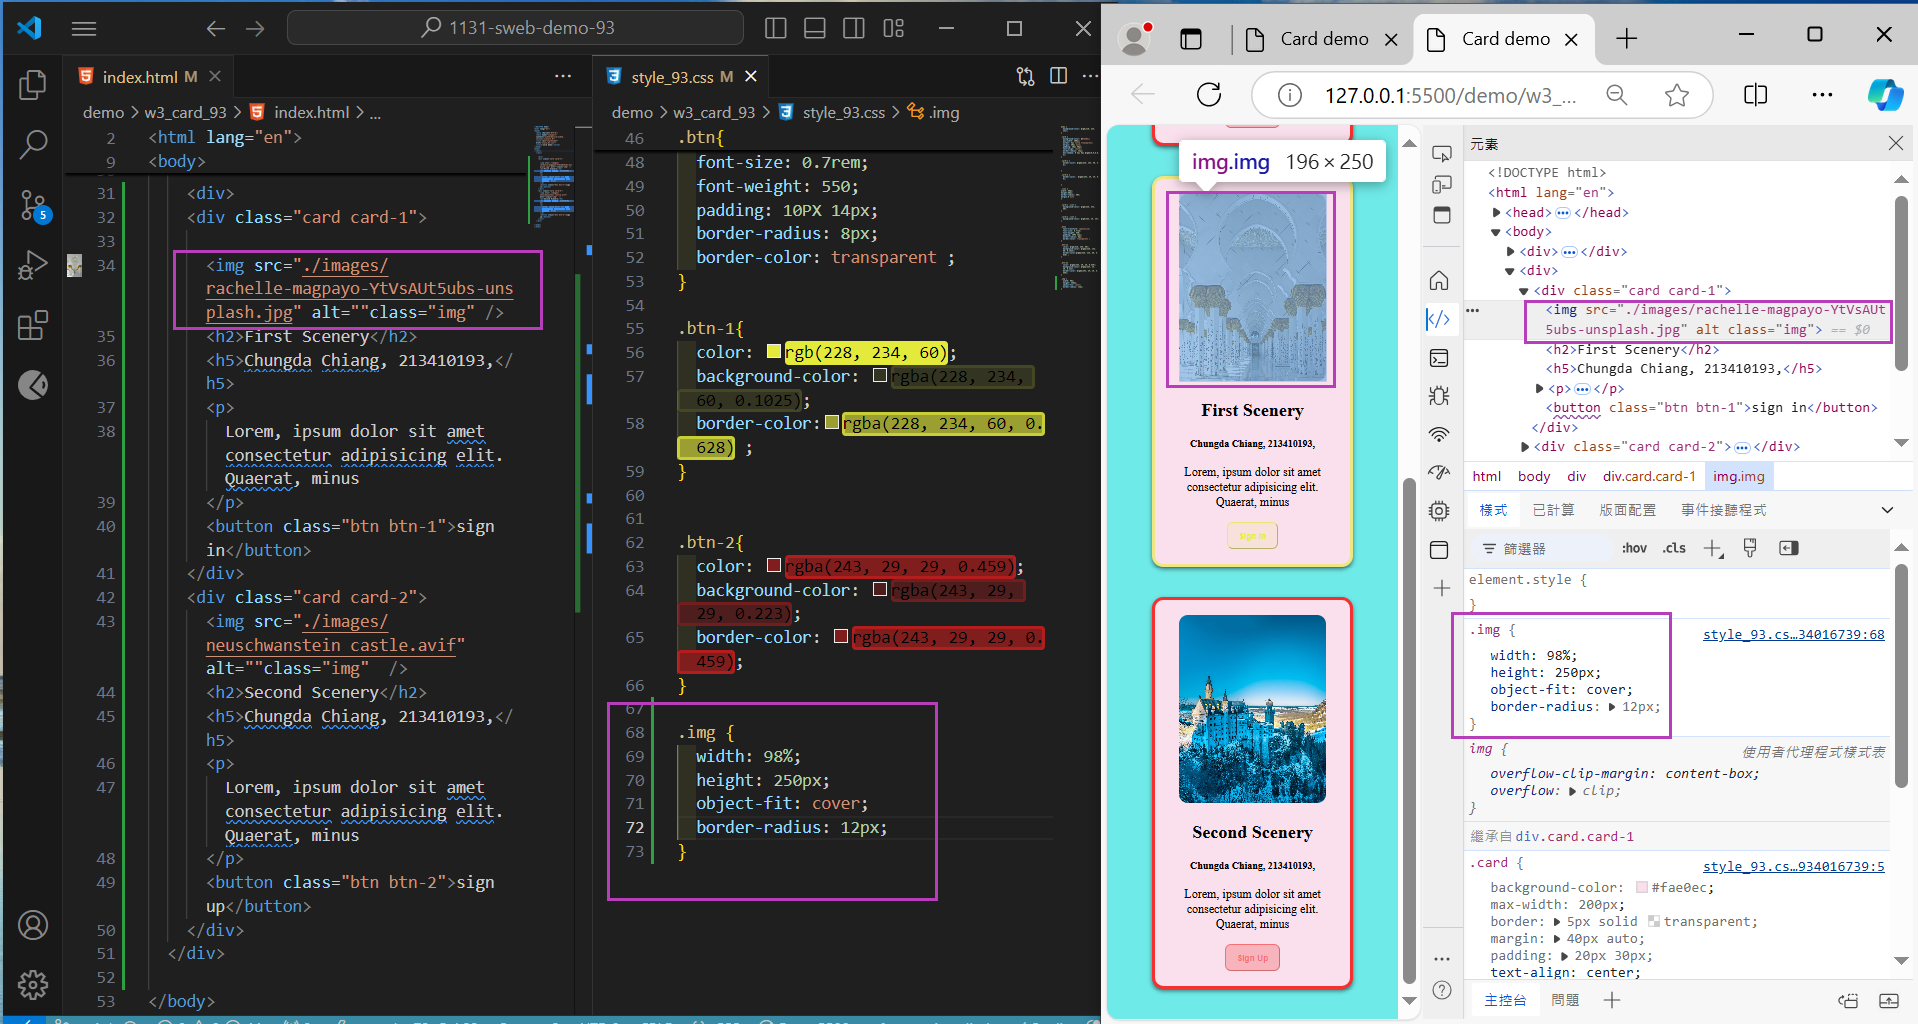 1131-sweb-demo-93
index.html M
demo > w3_card_93 > index.html > ...
2 <html lang="en">
9 <body>
31 <div>
32 <div class="card card-1">
33
34 <img src="./images/
rachelle-magpayo-YtVsAUt5ubs-uns
plash.jpg" alt=""class="img" />
35 <h2>First Scenery</h2>
36 <h5>Chungda Chiang, 213410193,</
h5>
37 <p>
38 Lorem, ipsum dolor sit amet
consectetur adipisicing elit.
Quaerat, minus
39 </p>
40 <button class="btn btn-1">sign
in</button>
41 </div>
42 <div class="card card-2">
43 <img src="./images/
neuschwanstein castle.avif"
alt=""class="img"  />
44 <h2>Second Scenery</h2>
45 <h5>Chungda Chiang, 213410193,</
h5>
46 <p>
47 Lorem, ipsum dolor sit amet
consectetur adipisicing elit.
Quaerat, minus
48 </p>
49 <button class="btn btn-2">sign
up</button>
50 </div>
51 </div>
52
53 </body>
5
style_93.css M
demo > w3_card_93 > style_93.css > .img
46 .btn{
48 font-size: 0.7rem;
49 font-weight: 550;
50 padding: 10PX 14px;
51 border-radius: 8px;
52 border-color: transparent ;
53 }
54
55 .btn-1{
56 color: rgb(228, 234, 60);
57 background-color: rgba(228, 234,
60, 0.1025);
58 border-color: rgba(228, 234, 60, 0.
628) ;
59 }
60
61
62 .btn-2{
63 color: rgba(243, 29, 29, 0.459);
64 background-color: rgba(243, 29,
29, 0.223);
65 border-color: rgba(243, 29, 29, 0.
459);
66 }
67
68 .img {
69 width: 98%;
70 height: 250px;
71 object-fit: cover;
72 border-radius: 12px;
73 }
Card demo
Card demo
127.0.0.1:5500/demo/w3_...
img.img 196 × 250
First Scenery
Chungda Chiang, 213410193,
Lorem, ipsum dolor sit amet
consectetur adipisicing elit.
Quaerat, minus
Sign in
Second Scenery
Chungda Chiang, 213410193,
Lorem, ipsum dolor sit amet
consectetur adipisicing elit.
Quaerat, minus
Sign Up
元素
<!DOCTYPE html>
<html lang="en">
<head> ... </head>
<body>
<div> ... </div>
<div>
<div class="card card-1">
<img src="./images/rachelle-magpayo-YtVsAUt
5ubs-unsplash.jpg" alt class="img"> == $0
<h2>First Scenery</h2>
<h5>Chungda Chiang, 213410193,</h5>
<p> ... </p>
<button class="btn btn-1">sign in</button>
</div>
<div class="card card-2"> ... </div>
html body div div.card.card-1 img.img
樣式 已計算 版面配置 事件接聽程式
篩選器 :hov .cls
element.style {
}
.img { style_93.cs…34016739:68
width: 98%;
height: 250px;
object-fit: cover;
border-radius: 12px;
}
img { 使用者代理程式樣式表
overflow-clip-margin: content-box;
overflow: clip;
}
繼承自 div.card.card-1
.card { style_93.cs…934016739:5
background-color: #fae0ec;
max-width: 200px;
border: 5px solid transparent;
margin: 40px auto;
padding: 20px 30px;
text-align: center;
主控台 問題